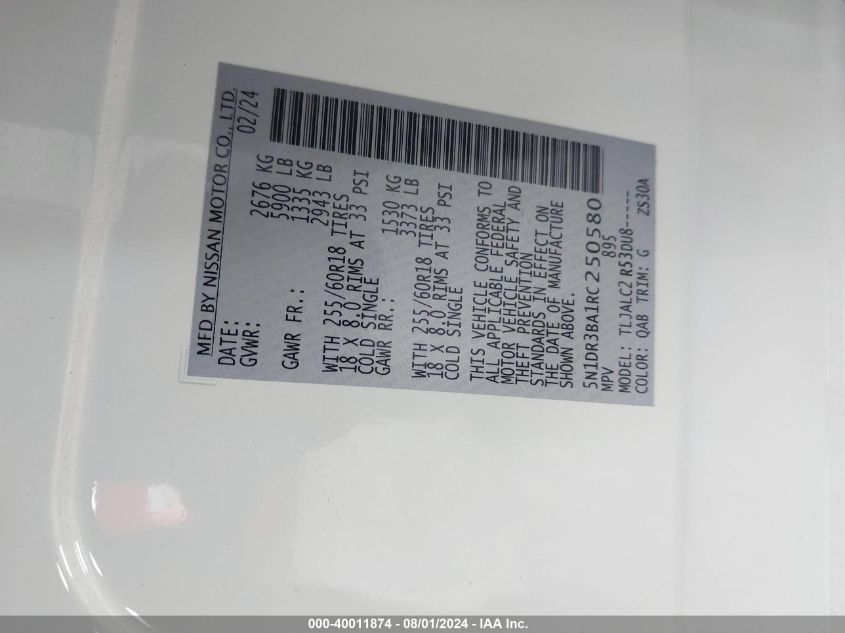 MFD BY NISSAN MOTOR CO., LTD.
DATE: 02/24
GVWR: 2676 KG
5900 LB
GAWR FR.: 1335 KG
2943 LB
WITH 255/60R18 TIRES
18 X 8.0 RIMS AT 33 PSI
COLD SINGLE
GAWR RR.: 1530 KG
3373 LB
WITH 255/60R18 TIRES
18 X 8.0 RIMS AT 33 PSI
COLD SINGLE
THIS VEHICLE CONFORMS TO
ALL APPLICABLE FEDERAL
MOTOR VEHICLE SAFETY AND
THEFT PREVENTION
STANDARDS IN EFFECT ON
THE DATE OF MANUFACTURE
SHOWN ABOVE.
5N1DR3BA1RC250580
MPV 895
MODEL: TLJALC2 R53DU8-----
COLOR: QAB TRIM: G ZS30A
000-40011874 - 08/01/2024 - IAA Inc.